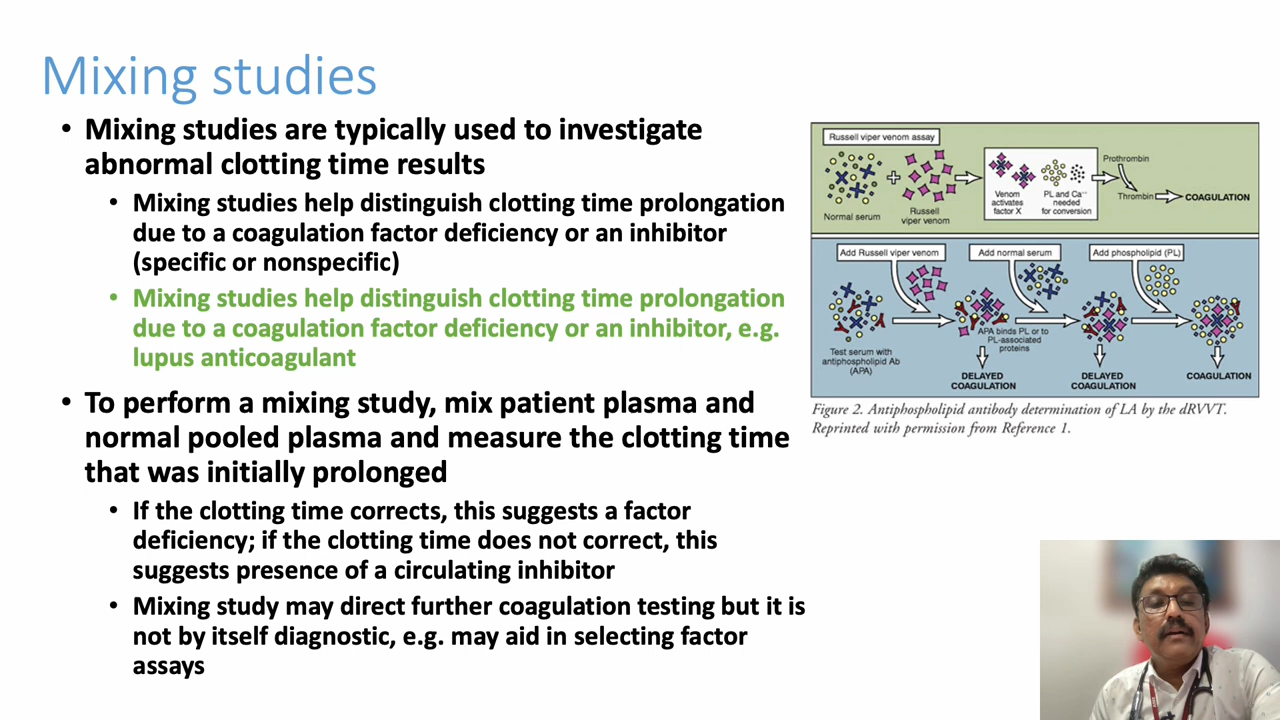 Mixing studies
• Mixing studies are typically used to investigate
abnormal clotting time results
• Mixing studies help distinguish clotting time prolongation
due to a coagulation factor deficiency or an inhibitor
(specific or nonspecific)
• Mixing studies help distinguish clotting time prolongation
due to a coagulation factor deficiency or an inhibitor, e.g.
lupus anticoagulant
• To perform a mixing study, mix patient plasma and
normal pooled plasma and measure the clotting time
that was initially prolonged
• If the clotting time corrects, this suggests a factor
deficiency; if the clotting time does not correct, this
suggests presence of a circulating inhibitor
• Mixing study may direct further coagulation testing but it is
not by itself diagnostic, e.g. may aid in selecting factor
assays
Russell viper venom assay
Normal serum
Russell
viper venom
Venom
activates
factor X
PL and Ca++
needed
for conversion
Prothrombin
Thrombin
COAGULATION
Add Russell viper venom
Add normal serum
Add phospholipid (PL)
Test serum with
antiphospholipid Ab
(APA)
APA binds PL or to
PL-associated
proteins
DELAYED
COAGULATION
DELAYED
COAGULATION
COAGULATION
Figure 2. Antiphospholipid antibody determination of LA by the dRVVT.
Reprinted with permission from Reference 1.